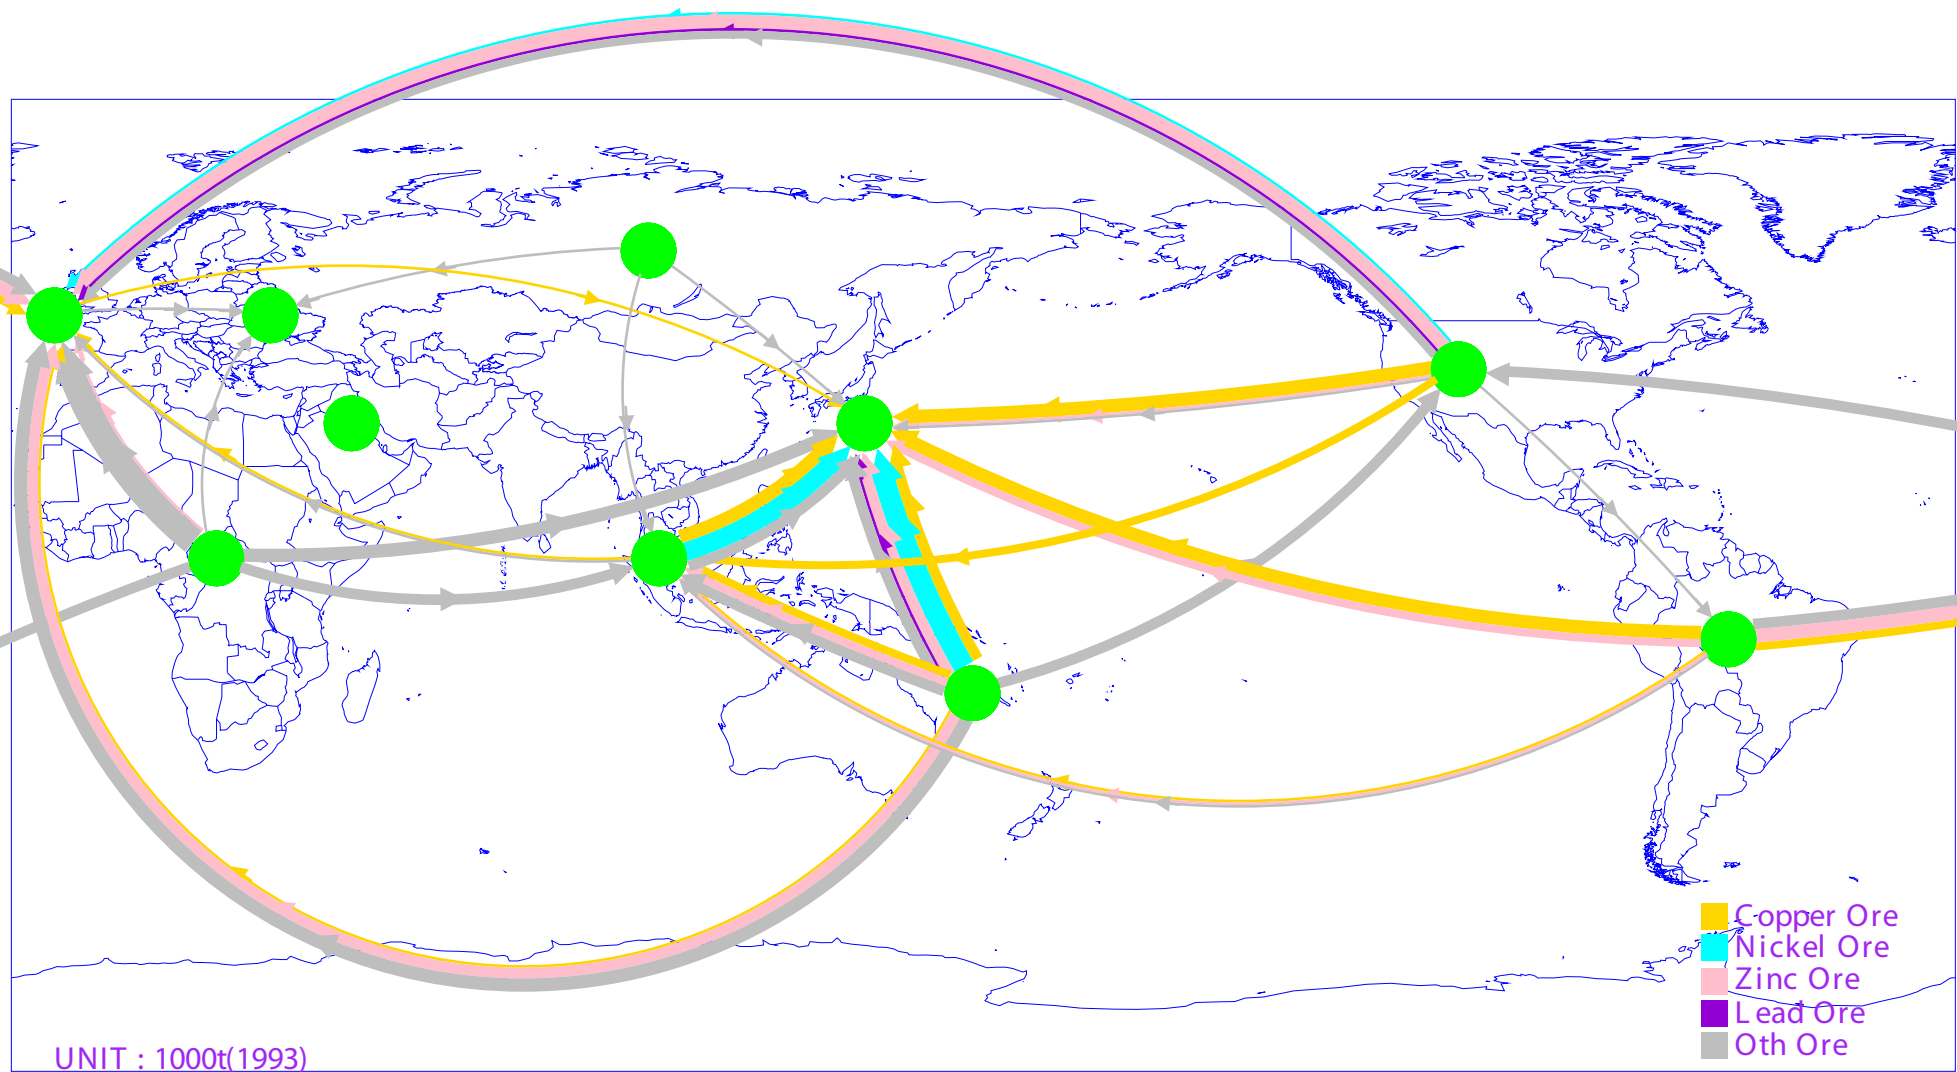 Copper Ore
Nickel Ore
Zinc Ore
Lead Ore
Oth Ore
UNIT : 1000t(1993)